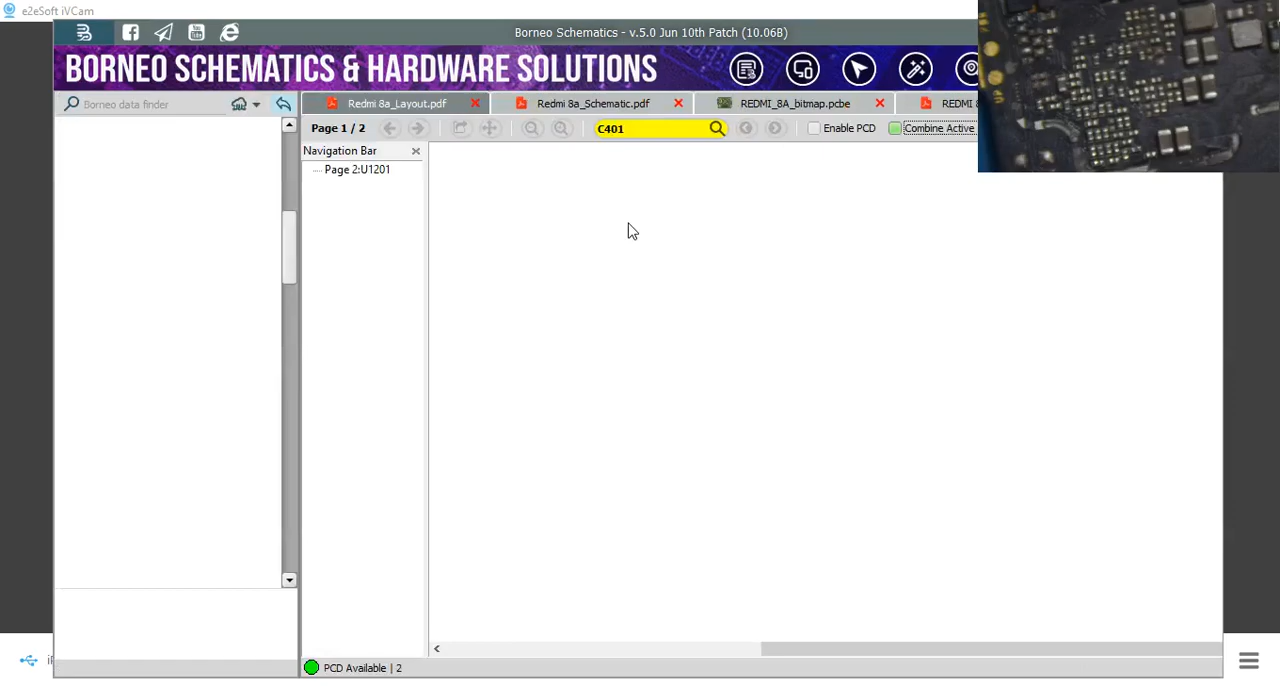 e2eSoft iVCam
Borneo Schematics - v.5.0 Jun 10th Patch (10.06B)
BORNEO SCHEMATICS & HARDWARE SOLUTIONS
Borneo data finder
Redmi 8a_Layout.pdf
Redmi 8a_Schematic.pdf
REDMI_8A_bitmap.pcbe
REDMI 8
Page 1 / 2
C401
Enable PCD
Combine Active
Navigation Bar
Page 2:U1201
PCD Available | 2